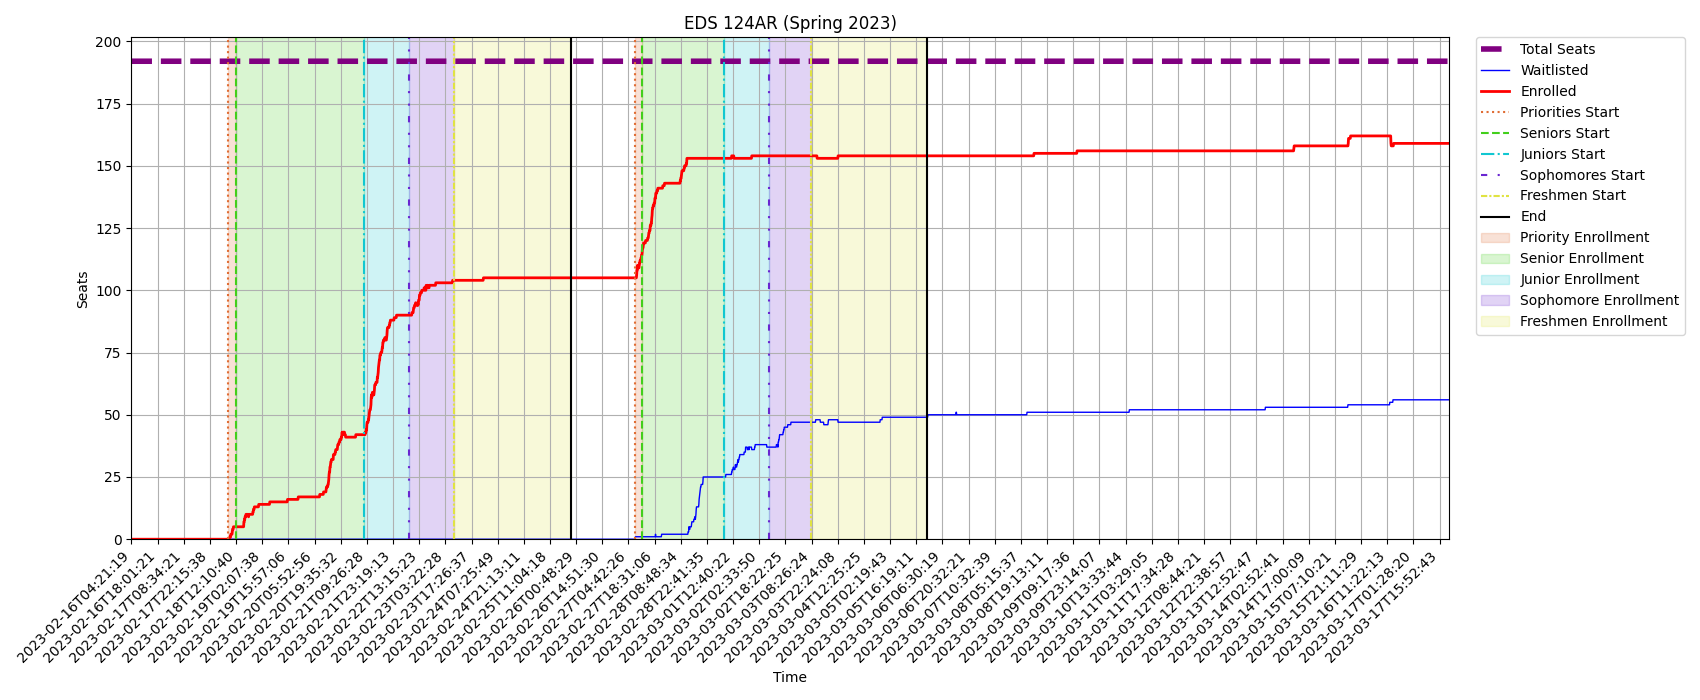 EDS 124AR (Spring 2023)
200
175
150
125
100
75
50
25
0
Seats
2023-02-16T04:21:19
2023-02-16T18:01:21
2023-02-17T08:34:21
2023-02-17T22:15:38
2023-02-18T12:10:40
2023-02-19T02:07:38
2023-02-19T15:57:06
2023-02-20T05:52:56
2023-02-20T19:35:32
2023-02-21T09:26:28
2023-02-21T23:19:13
2023-02-22T13:15:23
2023-02-23T03:22:28
2023-02-23T17:26:37
2023-02-24T07:25:49
2023-02-24T21:13:11
2023-02-25T11:04:18
2023-02-26T00:48:29
2023-02-26T14:51:30
2023-02-27T04:42:26
2023-02-27T18:31:06
2023-02-28T08:48:34
2023-02-28T22:41:35
2023-03-01T12:40:22
2023-03-02T02:33:50
2023-03-02T18:22:25
2023-03-03T08:26:24
2023-03-03T22:24:08
2023-03-04T12:25:25
2023-03-05T02:19:43
2023-03-05T16:19:11
2023-03-06T06:30:19
2023-03-06T20:32:21
2023-03-07T10:32:39
2023-03-08T05:15:37
2023-03-08T19:13:11
2023-03-09T09:17:36
2023-03-09T23:14:07
2023-03-10T13:33:44
2023-03-11T03:29:05
2023-03-11T17:34:28
2023-03-12T08:44:21
2023-03-12T22:38:57
2023-03-13T12:52:47
2023-03-14T02:52:41
2023-03-14T17:00:09
2023-03-15T07:10:21
2023-03-15T21:11:29
2023-03-16T11:22:13
2023-03-17T01:28:20
2023-03-17T15:52:43
Time
Total Seats
Waitlisted
Enrolled
Priorities Start
Seniors Start
Juniors Start
Sophomores Start
Freshmen Start
End
Priority Enrollment
Senior Enrollment
Junior Enrollment
Sophomore Enrollment
Freshmen Enrollment